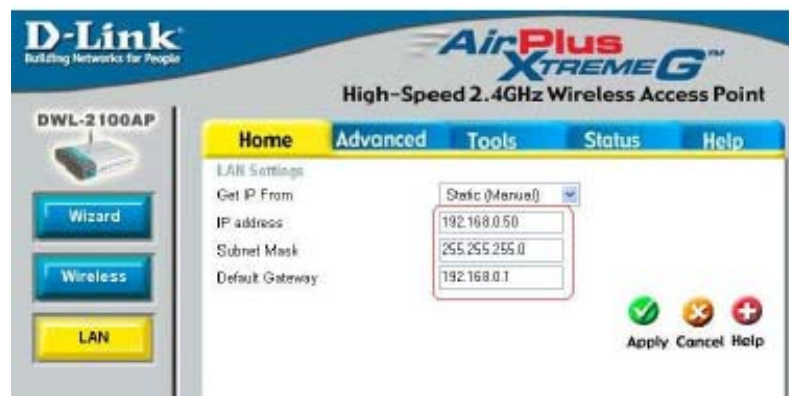 D-Link
Building Networks for People
AirPlus
XTREME G™
High-Speed 2.4GHz Wireless Access Point
DWL-2100AP
Home Advanced Tools Status Help
LAN Settings
Get IP From Static (Manual)
IP address 192.168.0.50
Subnet Mask 255.255.255.0
Default Gateway 192.168.0.1
Wizard
Wireless
LAN
Apply Cancel Help